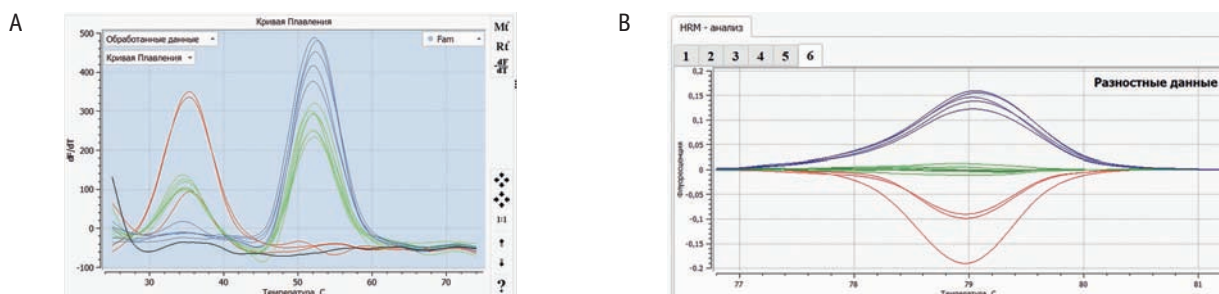 A
Кривая Плавления
Обработанные данные
Кривая Плавления
Fam
500
400
300
200
100
0
-100
dF/dT
30
40
50
60
70
Температура, C
Mf
Rf
-dF
dT
1:1
?
B
HRM - анализ
1 2 3 4 5 6
Разностные данные
0,2
0,15
0,1
0,05
0
-0,05
-0,1
-0,15
-0,2
Флуоресценция
77
78
79
80
81
Температура, C